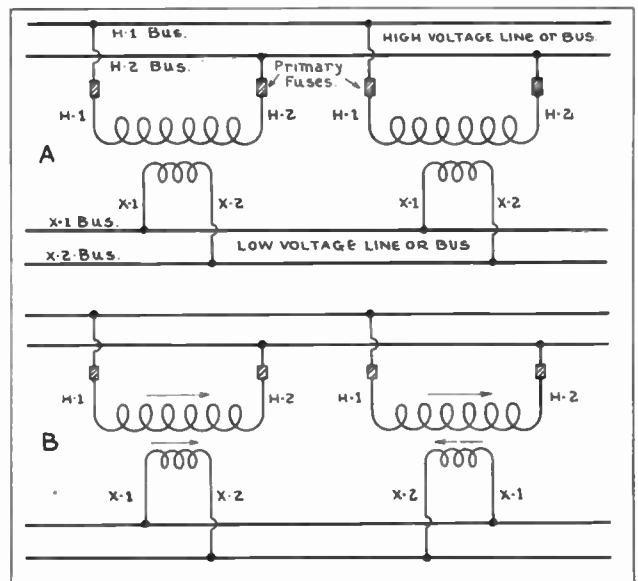 H-1 Bus.
HIGH VOLTAGE LINE OR BUS.
H-2 Bus.
Primary
Fuses.
H-1
H-2
H-1
H-2
A
X-1
X-2
X-1
X-2
X-1 Bus.
LOW VOLTAGE LINE OR BUS
X-2-Bus.
H-1
H-2
H-1
H-2
B
X-1
X-2
X-2
X-1